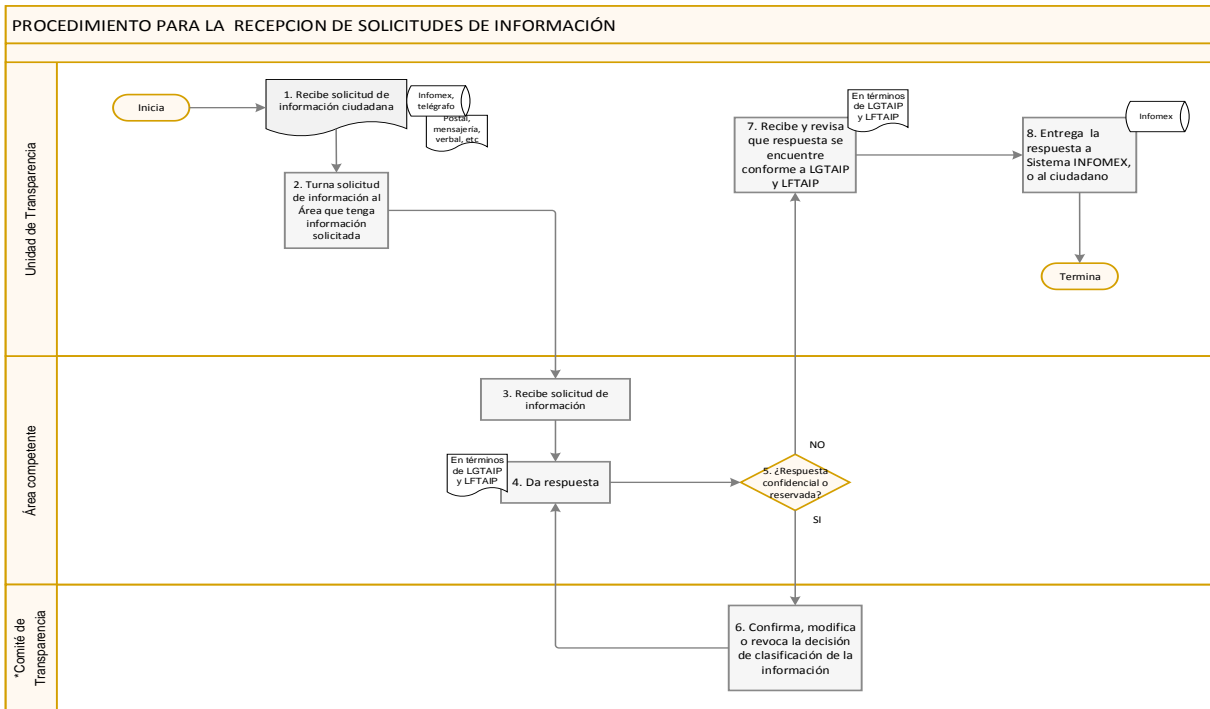 PROCEDIMIENTO PARA LA RECEPCION DE SOLICITUDES DE INFORMACIÓN
Unidad de Transparencia
Inicia
1. Recibe solicitud de
información ciudadana
Infomex,
telégrafo
Postal,
mensajería,
verbal, etc
2. Turna solicitud
de información al
Área que tenga
información
solicitada
En términos
de LGTAIP
y LFTAIP
7. Recibe y revisa
que respuesta se
encuentre
conforme a LGTAIP
y LFTAIP
Infomex
8. Entrega la
respuesta a
Sistema INFOMEX,
o al ciudadano
Termina
Área competente
3. Recibe solicitud de
información
En términos
de LGTAIP
y LFTAIP
4. Da respuesta
NO
5. ¿Respuesta
confidencial o
reservada?
SI
*Comité de
Transparencia
6. Confirma, modifica
o revoca la decisión
de clasificación de la
información